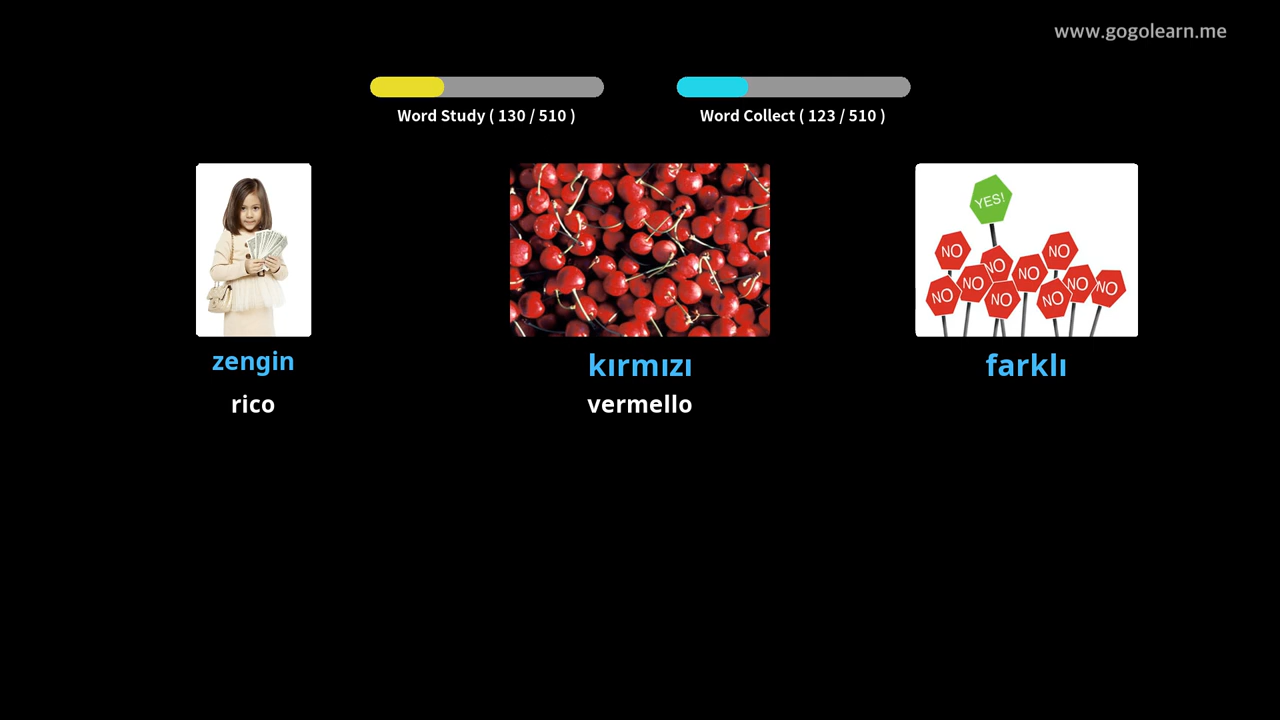 www.gogolearn.me
Word Study ( 130 / 510 )
Word Collect ( 123 / 510 )
YES!
NO
NO
NO
NO
NO
NO
NO
NO
NO
NO
zengin
kırmızı
farklı
rico
vermello